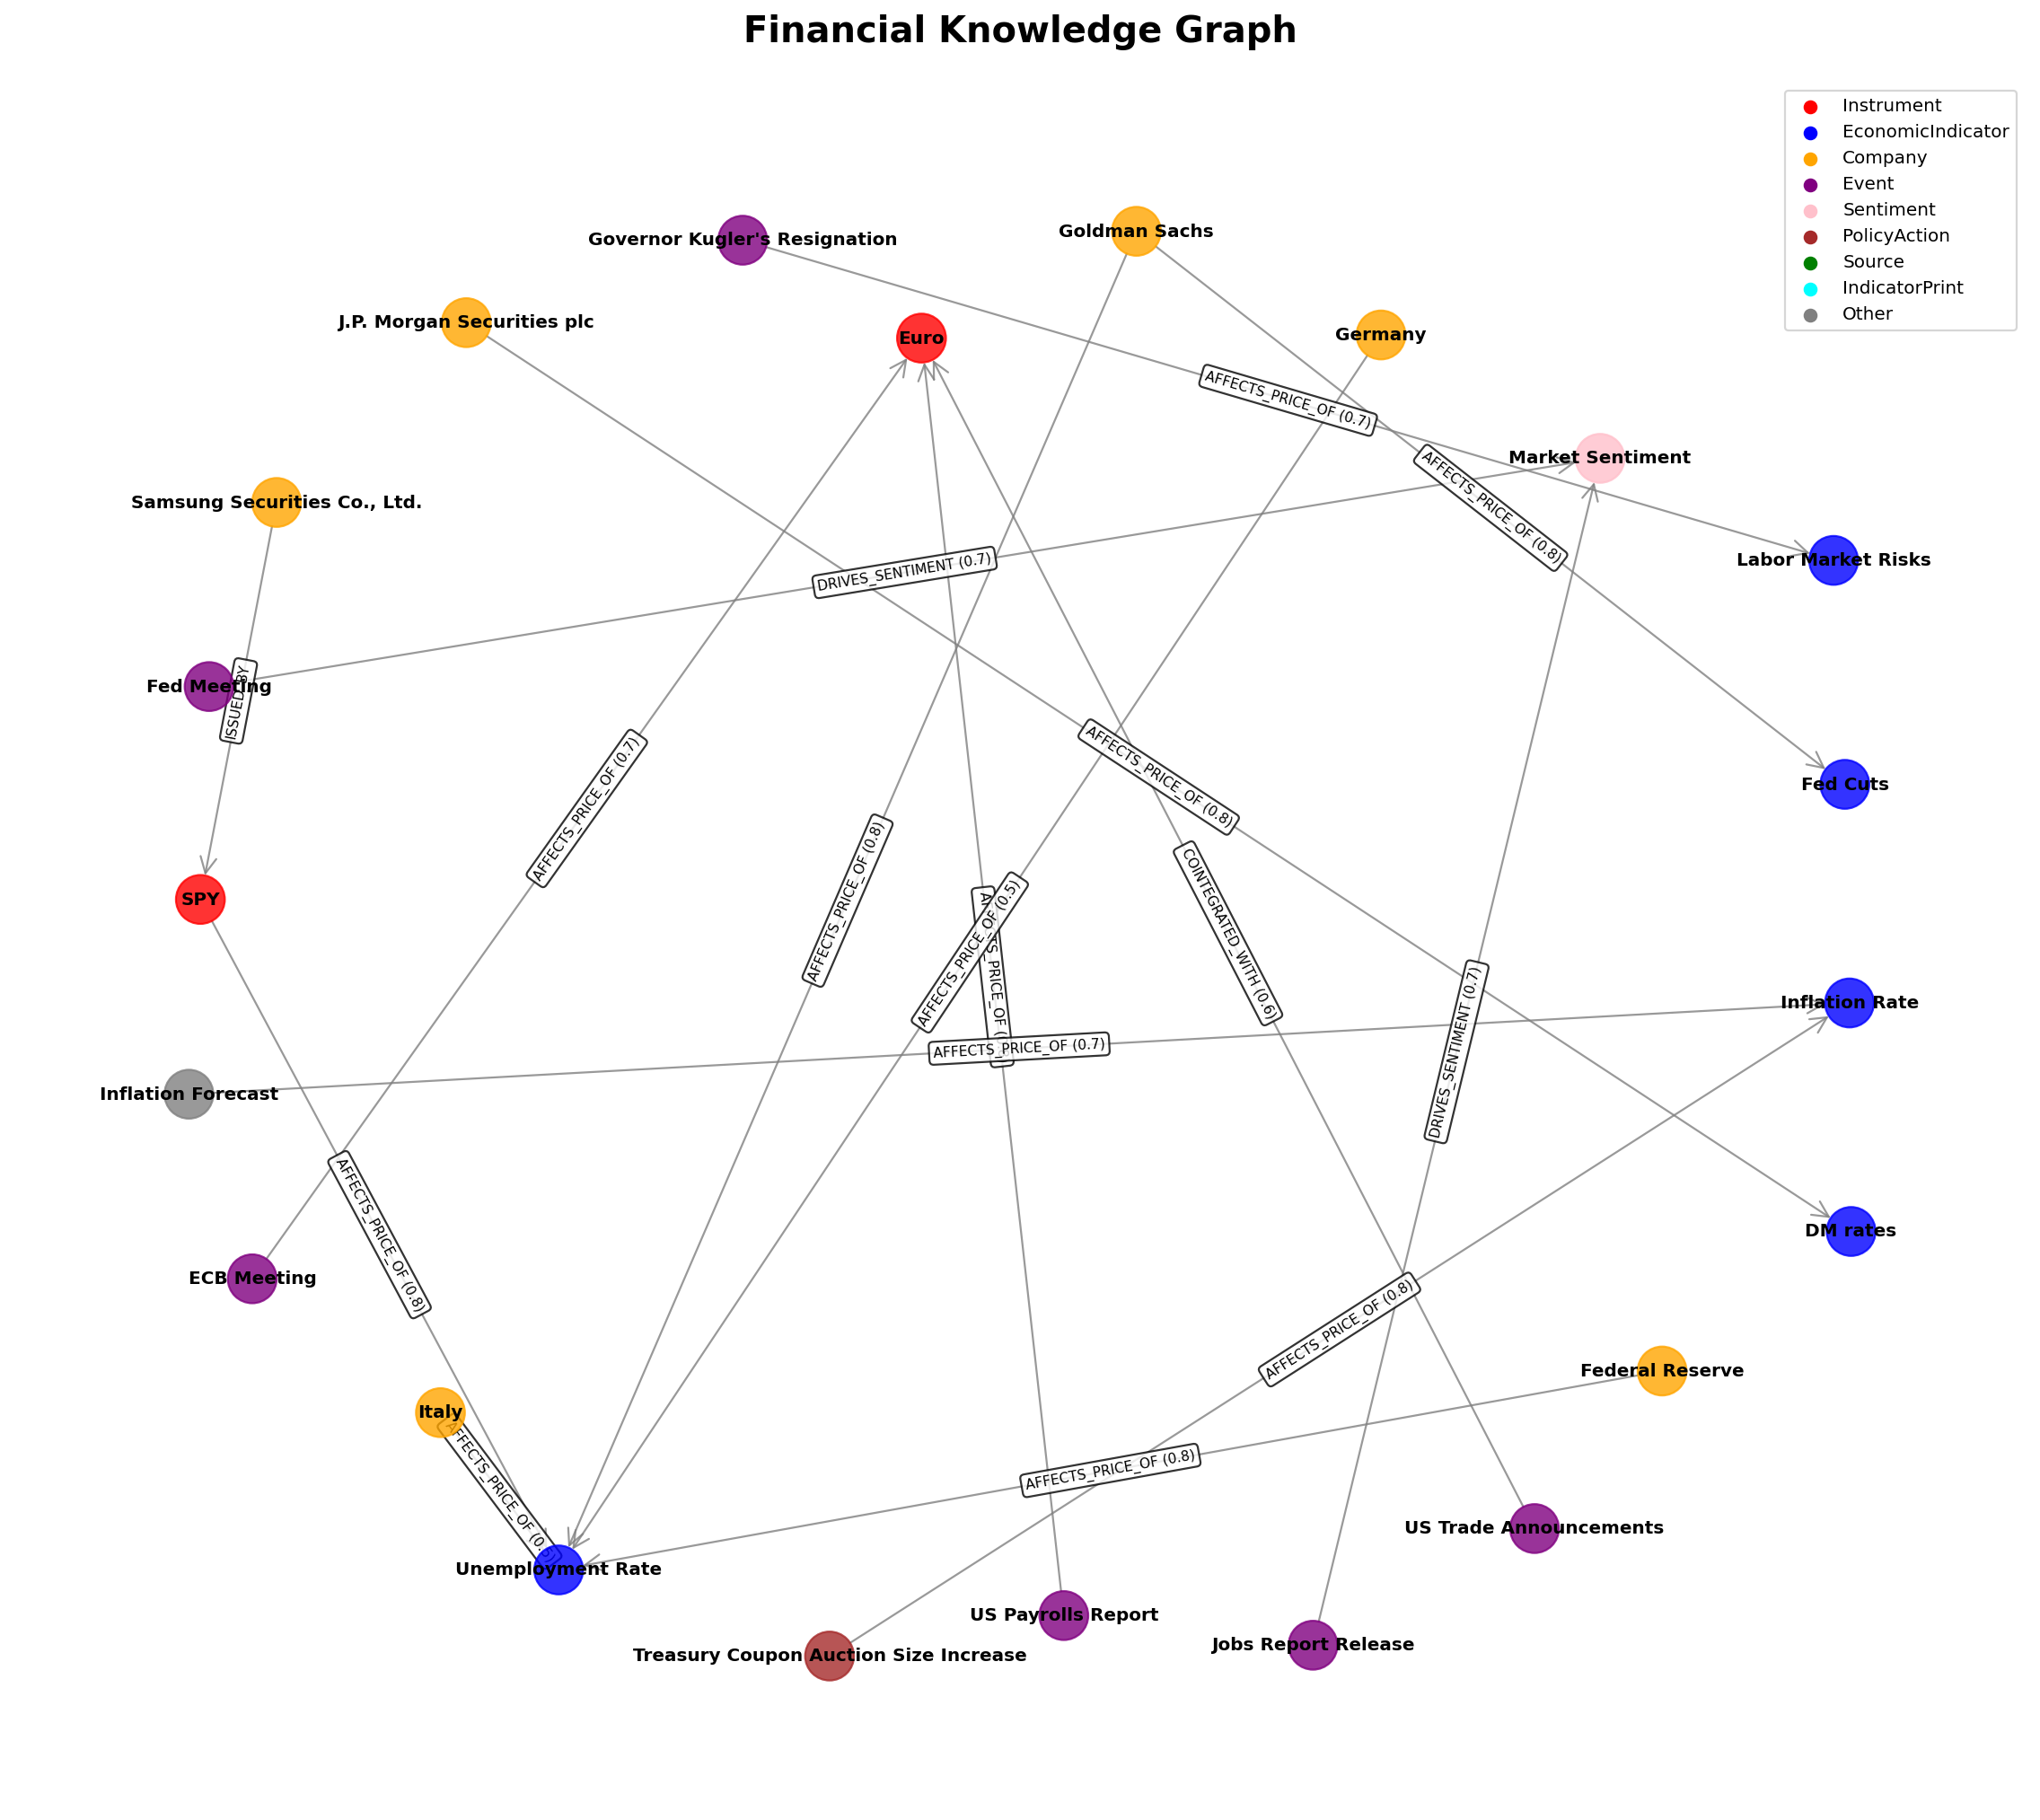 Financial Knowledge Graph
Instrument
EconomicIndicator
Company
Event
Sentiment
PolicyAction
Source
IndicatorPrint
Other
Goldman Sachs
Governor Kugler's Resignation
J.P. Morgan Securities plc
Euro
Germany
AFFECTS_PRICE_OF (0.7)
Market Sentiment
AFFECTS_PRICE_OF (0.8)
Samsung Securities Co., Ltd.
Labor Market Risks
DRIVES_SENTIMENT (0.7)
Fed Meeting
ISSUED_BY
AFFECTS_PRICE_OF (0.7)
AFFECTS_PRICE_OF (0.8)
Fed Cuts
SPY
AFFECTS_PRICE_OF (0.8)
AFFECTS_PRICE_OF (0.5)
COINTEGRATED_WITH (0.6)
Inflation Rate
AFFECTS_PRICE_OF (0.7)
DRIVES_SENTIMENT (0.7)
Inflation Forecast
AFFECTS_PRICE_OF (0.8)
DM rates
ECB Meeting
AFFECTS_PRICE_OF (0.8)
Federal Reserve
Italy
AFFECTS_PRICE_OF (0.8)
AFFECTS_PRICE_OF
US Trade Announcements
Unemployment Rate
US Payrolls Report
Jobs Report Release
Treasury Coupon Auction Size Increase